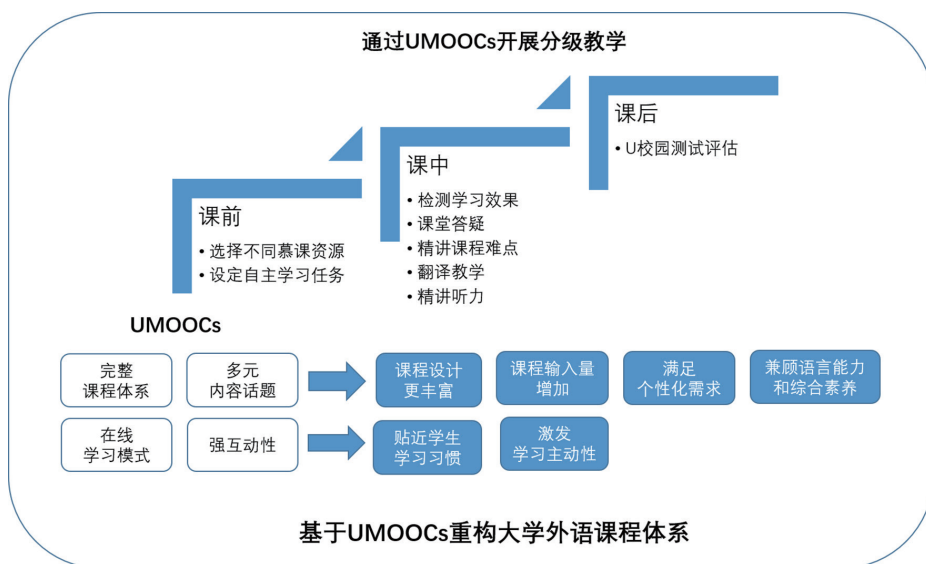 通过UMOOCs开展分级教学
课前
• 选择不同慕课资源
• 设定自主学习任务
课中
• 检测学习效果
• 课堂答疑
• 精讲课程难点
• 翻译教学
• 精讲听力
课后
• U校园测试评估
UMOOCs
完整
课程体系
多元
内容话题
课程设计
更丰富
课程输入量
增加
满足
个性化需求
兼顾语言能力
和综合素养
在线
学习模式
强互动性
贴近学生
学习习惯
激发
学习主动性
基于UMOOCs重构大学外语课程体系